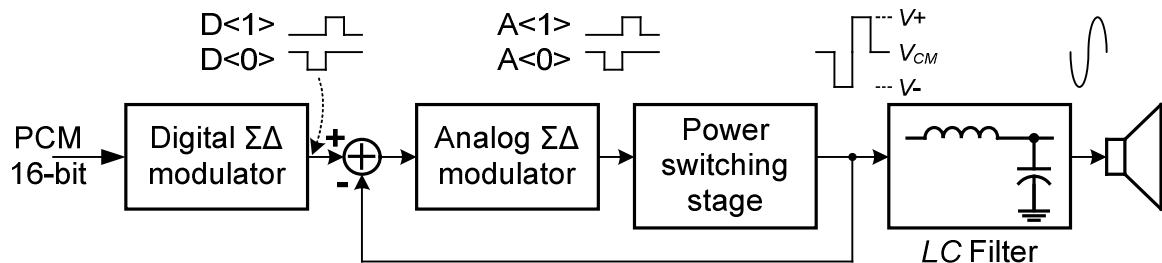 D<1>
D<0>
A<1>
A<0>
V+
VCM
V-
PCM
16-bit
Digital ΣΔ
modulator
+
-
Analog ΣΔ
modulator
Power
switching
stage
LC Filter